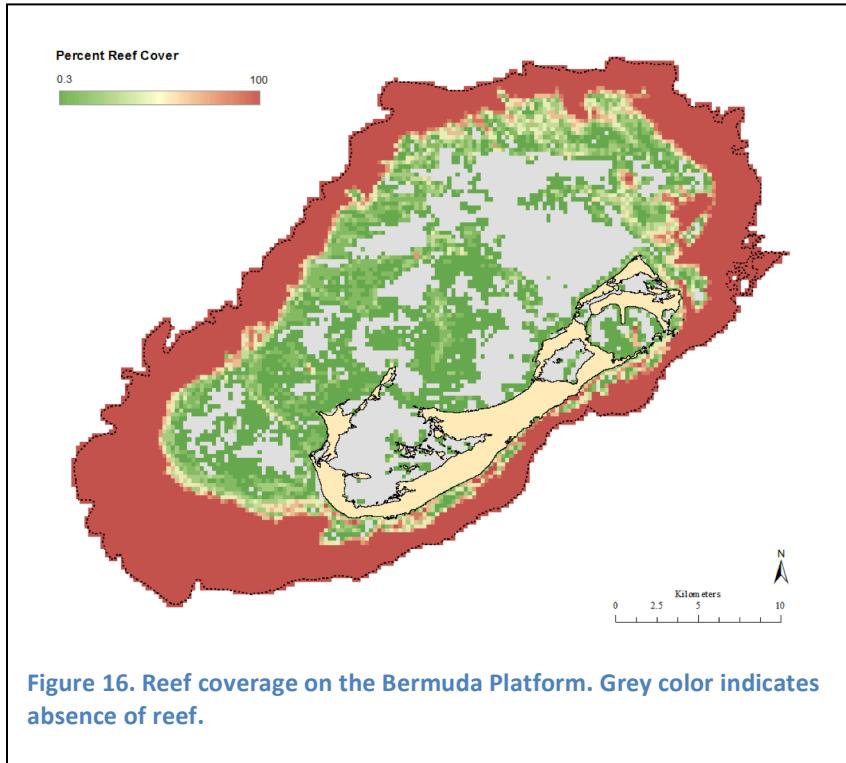 Percent Reef Cover
0.3 100
N
Kilometers
0 2.5 5 10
Figure 16. Reef coverage on the Bermuda Platform. Grey color indicates
absence of reef.